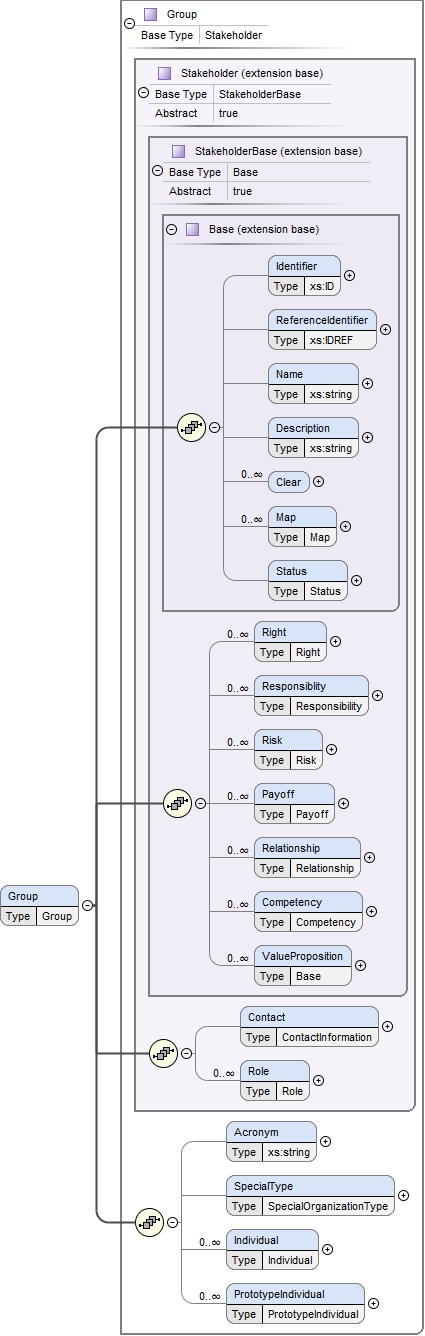 Group
Base Type Stakeholder
Stakeholder (extension base)
Base Type StakeholderBase
Abstract true
StakeholderBase (extension base)
Base Type Base
Abstract true
Base (extension base)
Identifier
Type xs:ID
ReferenceIdentifier
Type xs:IDREF
Name
Type xs:string
Description
Type xs:string
0..∞ Clear
0..∞ Map
Type Map
Status
Type Status
0..∞ Right
Type Right
0..∞ Responsiblity
Type Responsibility
0..∞ Risk
Type Risk
0..∞ Payoff
Type Payoff
0..∞ Relationship
Type Relationship
0..∞ Competency
Type Competency
0..∞ ValueProposition
Type Base
Group
Type Group
Contact
Type ContactInformation
0..∞ Role
Type Role
Acronym
Type xs:string
SpecialType
Type SpecialOrganizationType
0..∞ Individual
Type Individual
0..∞ PrototypeIndividual
Type PrototypeIndividual